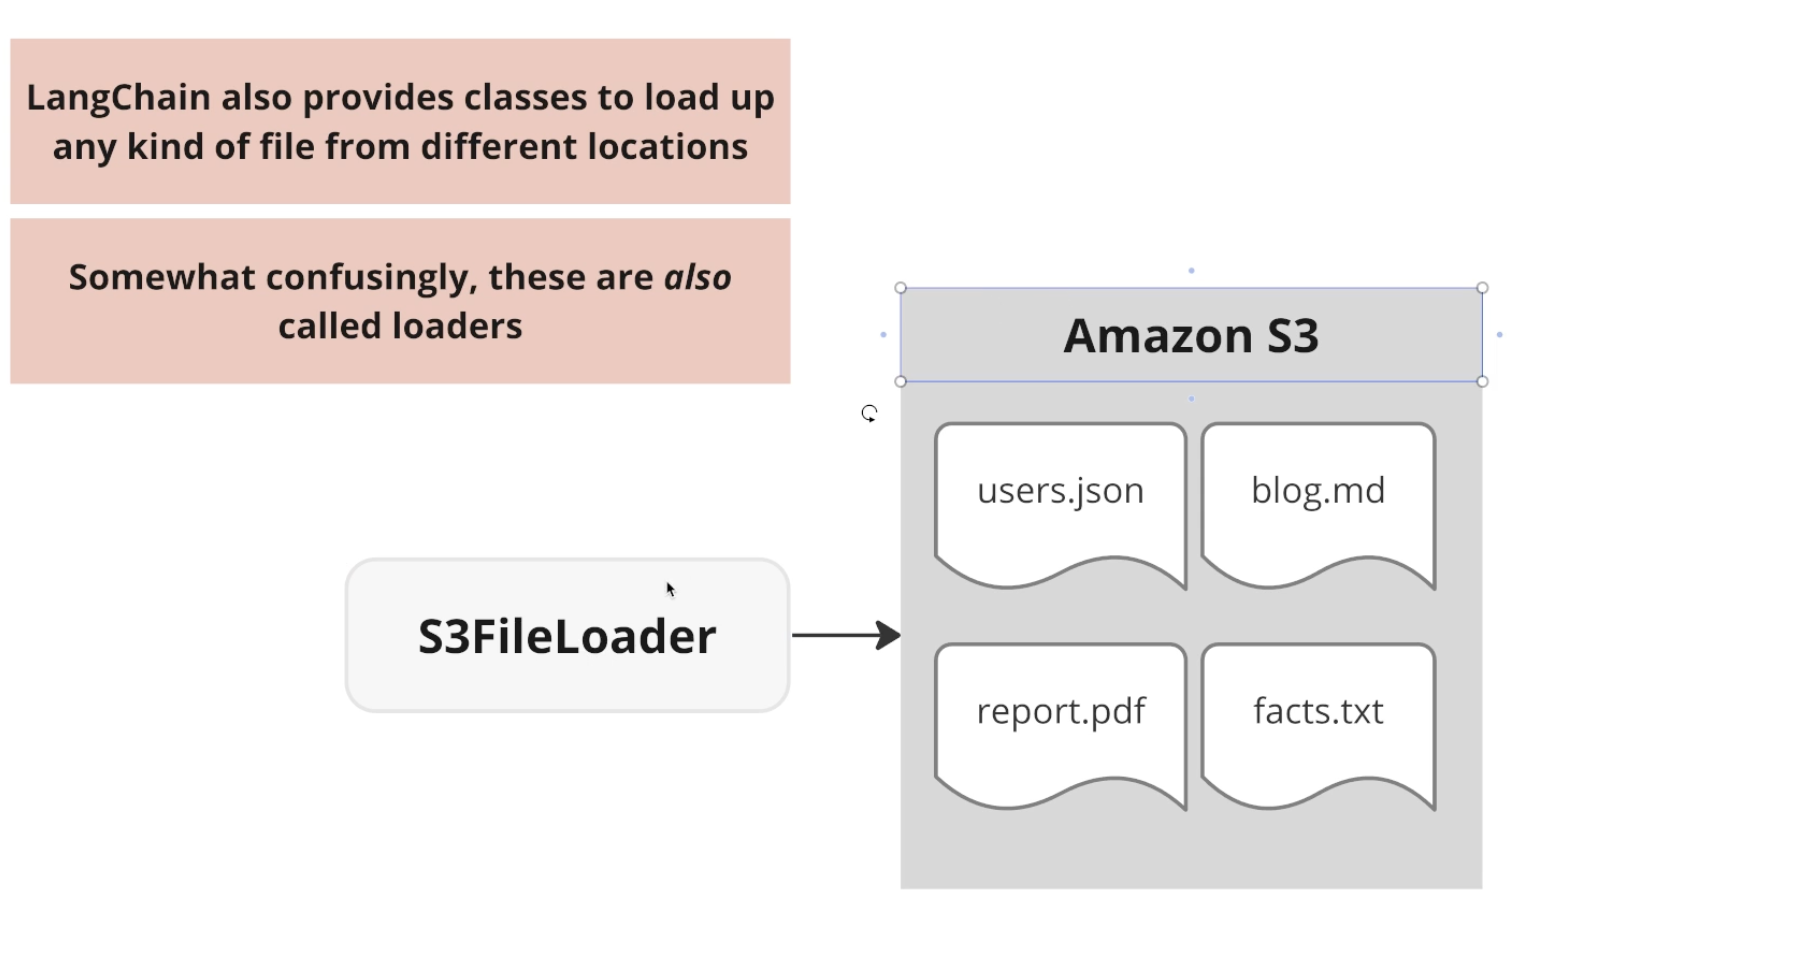 LangChain also provides classes to load up
any kind of file from different locations
Somewhat confusingly, these are also
called loaders
Amazon S3
users.json
blog.md
S3FileLoader
report.pdf
facts.txt